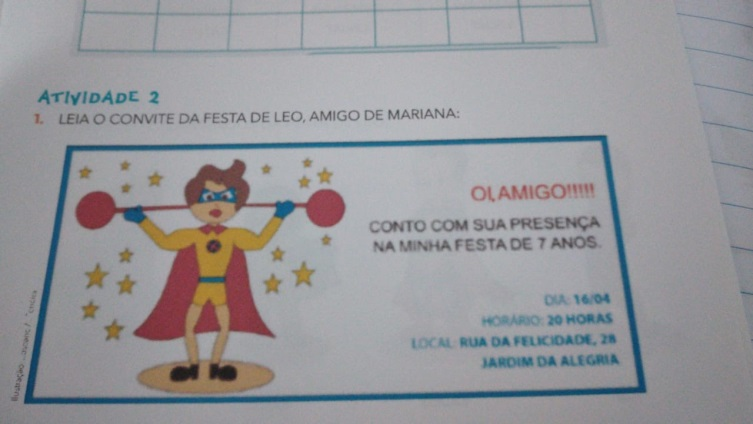 ATIVIDADE 2
1. LEIA O CONVITE DA FESTA DE LEO, AMIGO DE MARIANA:
OI, AMIGO!!!!!
CONTO COM SUA PRESENÇA
NA MINHA FESTA DE 7 ANOS.
DIA: 16/04
HORÁRIO: 20 HORAS
LOCAL: RUA DA FELICIDADE, 28
JARDIM DA ALEGRIA
Ilustração: